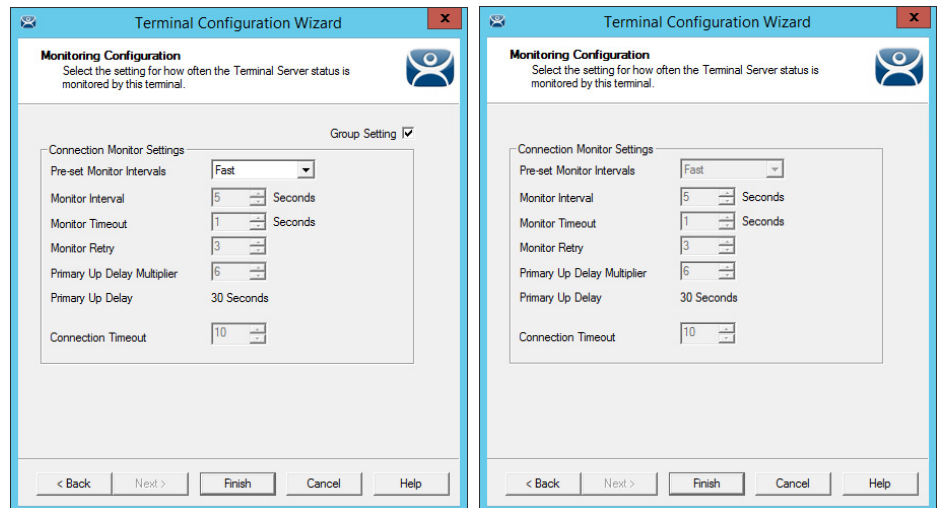 Terminal Configuration Wizard
x
Monitoring Configuration
Select the setting for how often the Terminal Server status is
monitored by this terminal.
Group Setting
Connection Monitor Settings
Pre-set Monitor Intervals Fast
Monitor Interval 5 Seconds
Monitor Timeout 1 Seconds
Monitor Retry 3
Primary Up Delay Multiplier 6
Primary Up Delay 30 Seconds
Connection Timeout 10
< Back Next > Finish Cancel Help
Terminal Configuration Wizard
x
Monitoring Configuration
Select the setting for how often the Terminal Server status is
monitored by this terminal.
Connection Monitor Settings
Pre-set Monitor Intervals Fast
Monitor Interval 5 Seconds
Monitor Timeout 1 Seconds
Monitor Retry 3
Primary Up Delay Multiplier 6
Primary Up Delay 30 Seconds
Connection Timeout 10
< Back Next > Finish Cancel Help